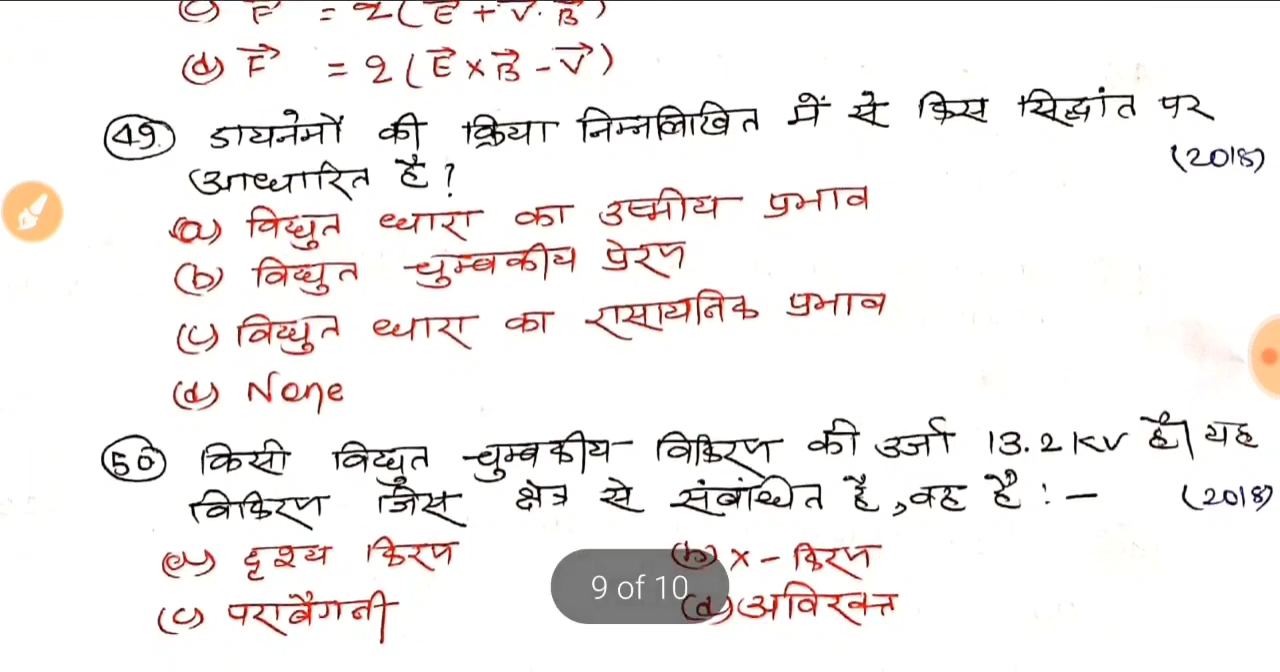 (c) F⃗ = q(E⃗ + V⃗·B⃗)
(d) F⃗ = q(E⃗ × B⃗ - V⃗)
(49.) डायनेमों की क्रिया निम्नलिखित में से किस सिद्धांत पर
आधारित है ? (2018)
(a) विद्युत धारा का उष्मीय प्रभाव
(b) विद्युत चुम्बकीय प्रेरण
(c) विद्युत धारा का रासायनिक प्रभाव
(d) None
(50) किसी विद्युत चुम्बकीय विकिरण की उर्जा 13.2 KV है। यह
विकिरण जिस क्षेत्र से संबंधित है, वह है :- (2018)
(a) दृश्य किरण (b) x - किरण
(c) पराबैगनी (d) अविरक्त
9 of 10